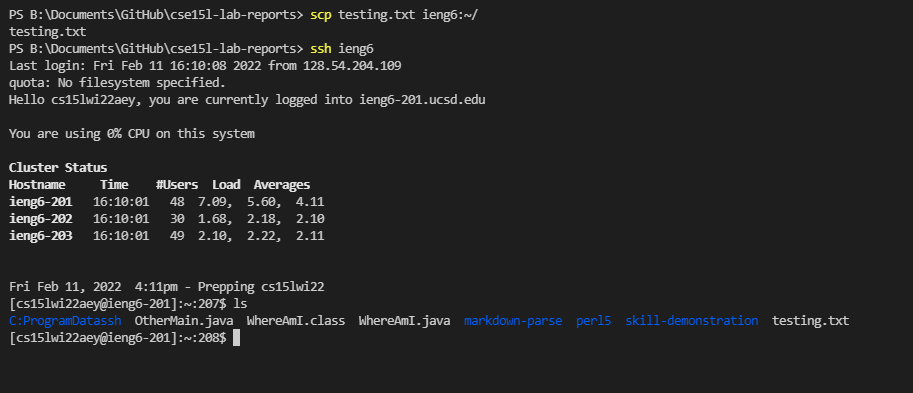 PS B:\Documents\GitHub\cse15l-lab-reports> scp testing.txt ieng6:~/
testing.txt
PS B:\Documents\GitHub\cse15l-lab-reports> ssh ieng6
Last login: Fri Feb 11 16:10:08 2022 from 128.54.204.109
quota: No filesystem specified.
Hello cs15lwi22aey, you are currently logged into ieng6-201.ucsd.edu
You are using 0% CPU on this system
Cluster Status
Hostname     Time    #Users  Load  Averages
ieng6-201   16:10:01   48  7.09,  5.60,  4.11
ieng6-202   16:10:01   30  1.68,  2.18,  2.10
ieng6-203   16:10:01   49  2.10,  2.22,  2.11
Fri Feb 11, 2022  4:11pm - Prepping cs15lwi22
[cs15lwi22aey@ieng6-201]:~:207$ ls
C:ProgramDatassh  OtherMain.java  WhereAmI.class  WhereAmI.java  markdown-parse  perl5  skill-demonstration  testing.txt
[cs15lwi22aey@ieng6-201]:~:208$